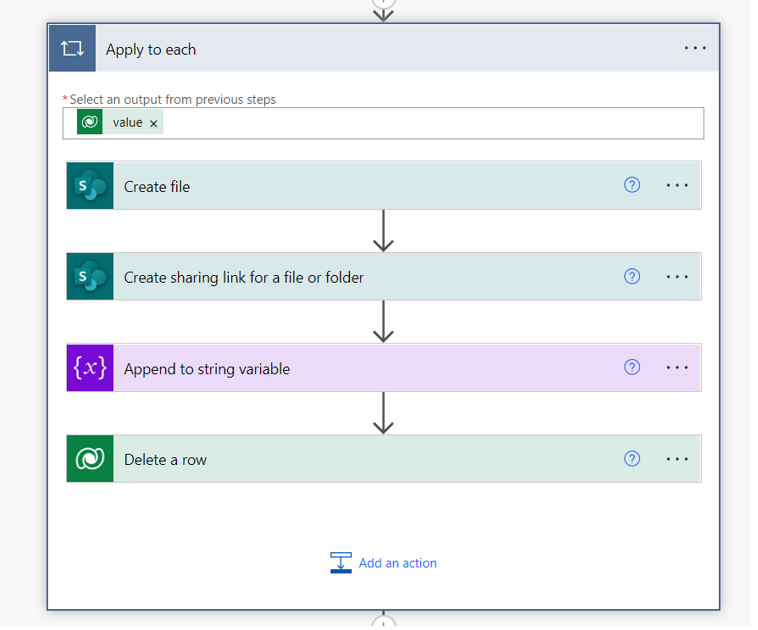 Apply to each
* Select an output from previous steps
value ×
S Create file
S Create sharing link for a file or folder
{x} Append to string variable
Delete a row
Add an action